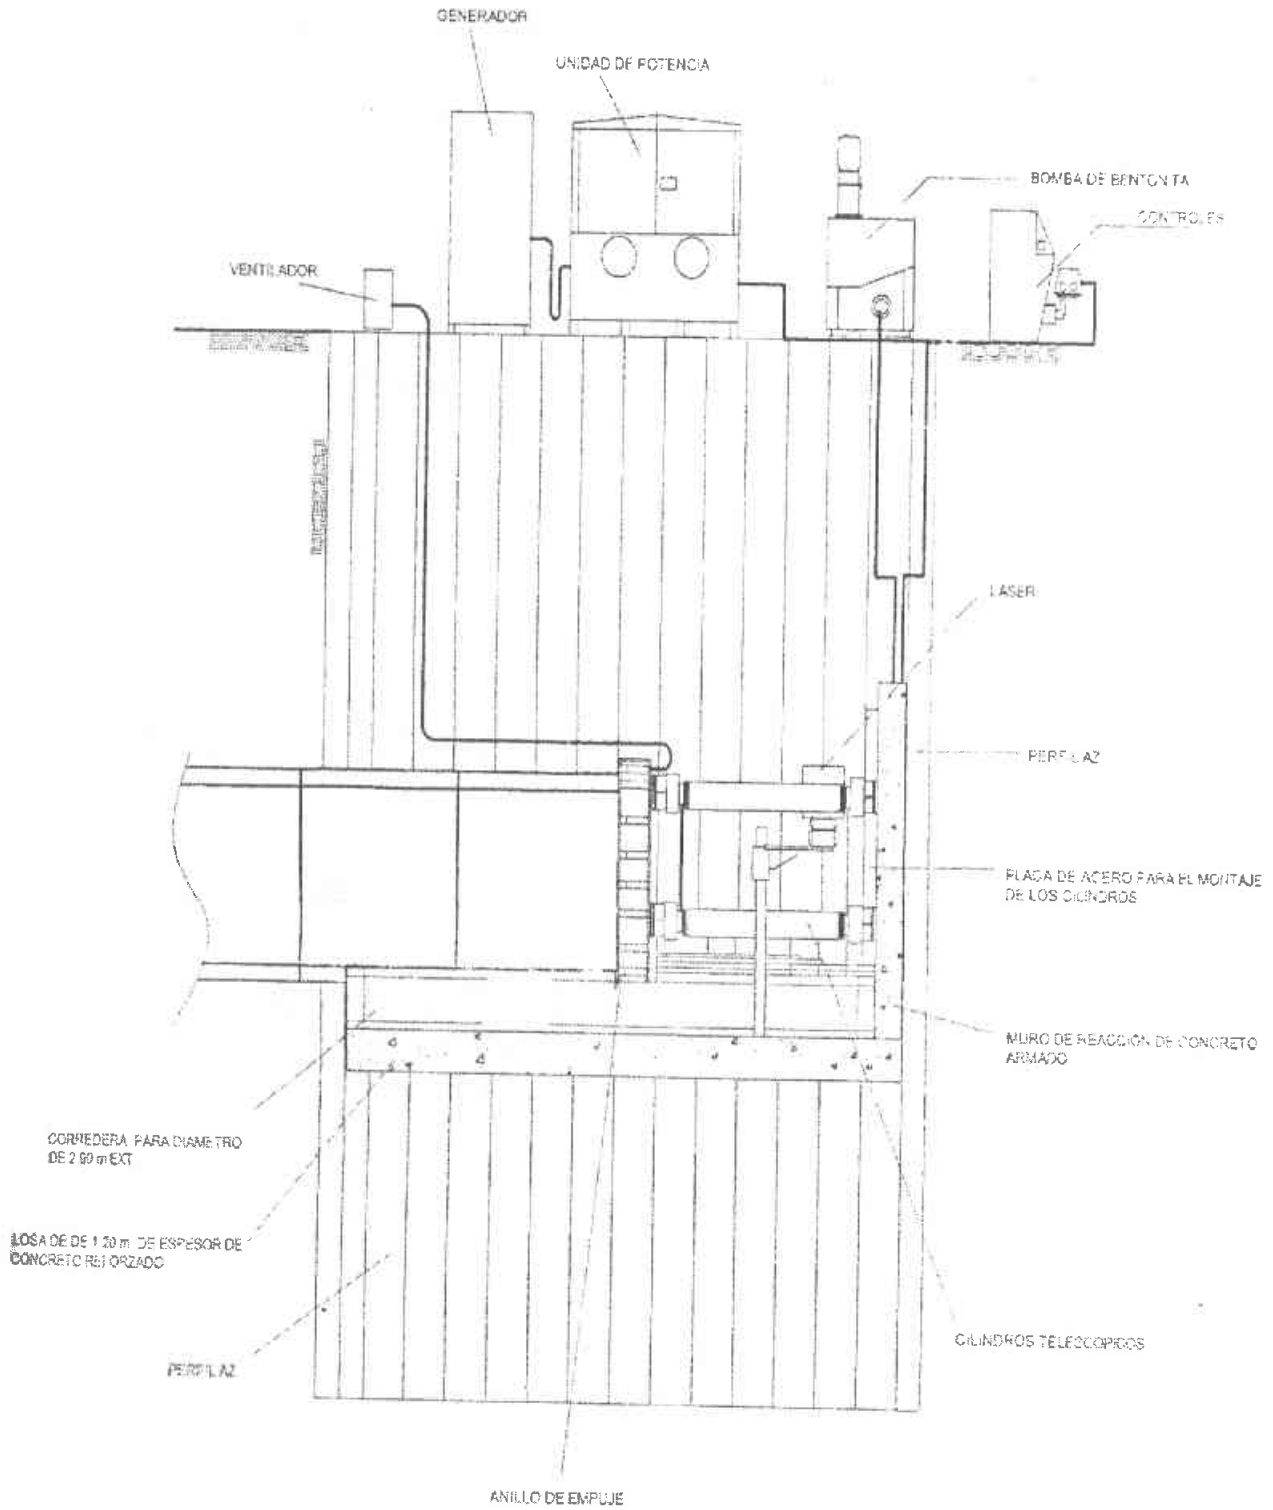 GENERADOR
UNIDAD DE POTENCIA
BOMBA DE BENTONITA
CONTROLES
VENTILADOR
LASER
PERFIL AZ
PLACA DE ACERO PARA EL MONTAJE
DE LOS CILINDROS
MURO DE REACCION DE CONCRETO
ARMADO
CORREDERA PARA DIAMETRO
DE 2.90 m EXT
LOSA DE DE 1.20 m DE ESPESOR DE
CONCRETO REFORZADO
PERFIL AZ
CILINDROS TELESCOPICOS
ANILLO DE EMPUJE